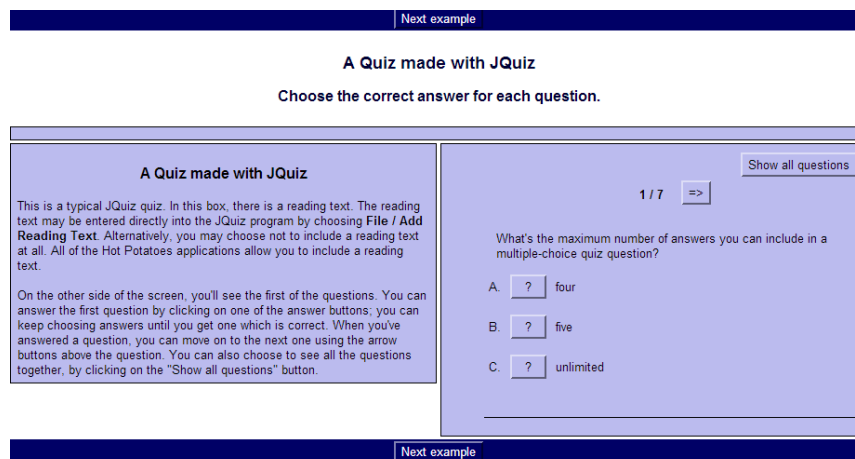 Next example
A Quiz made with JQuiz
Choose the correct answer for each question.
A Quiz made with JQuiz
This is a typical JQuiz quiz. In this box, there is a reading text. The reading
text may be entered directly into the JQuiz program by choosing File / Add
Reading Text. Alternatively, you may choose not to include a reading text
at all. All of the Hot Potatoes applications allow you to include a reading
text.
On the other side of the screen, you'll see the first of the questions. You can
answer the first question by clicking on one of the answer buttons; you can
keep choosing answers until you get one which is correct. When you've
answered a question, you can move on to the next one using the arrow
buttons above the question. You can also choose to see all the questions
together, by clicking on the "Show all questions" button.
Show all questions
1 / 7 =>
What's the maximum number of answers you can include in a
multiple-choice quiz question?
A. ? four
B. ? five
C. ? unlimited
Next example